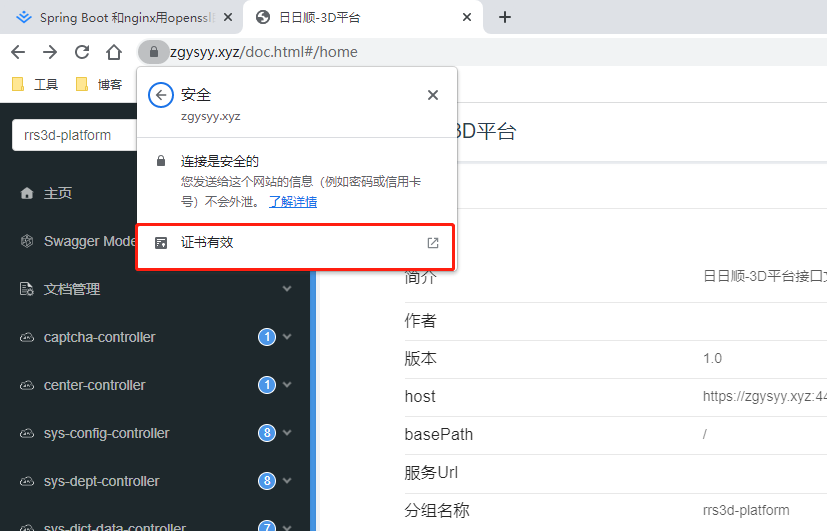 Spring Boot 和nginx用openssl
日日顺-3D平台
zgysyy.xyz/doc.html#/home
工具
博客
安全
zgysyy.xyz
连接是安全的
您发送给这个网站的信息（例如密码或信用卡
号）不会外泄。 了解详情
证书有效
rrs3d-platform
3D平台
主页
Swagger Mode
文档管理
captcha-controller 1
center-controller 1
sys-config-controller 8
sys-dept-controller 8
sys-dict-data-controller 7
简介 日日顺-3D平台接口文
作者
版本 1.0
host https://zgysyy.xyz:44
basePath /
服务Url
分组名称 rrs3d-platform